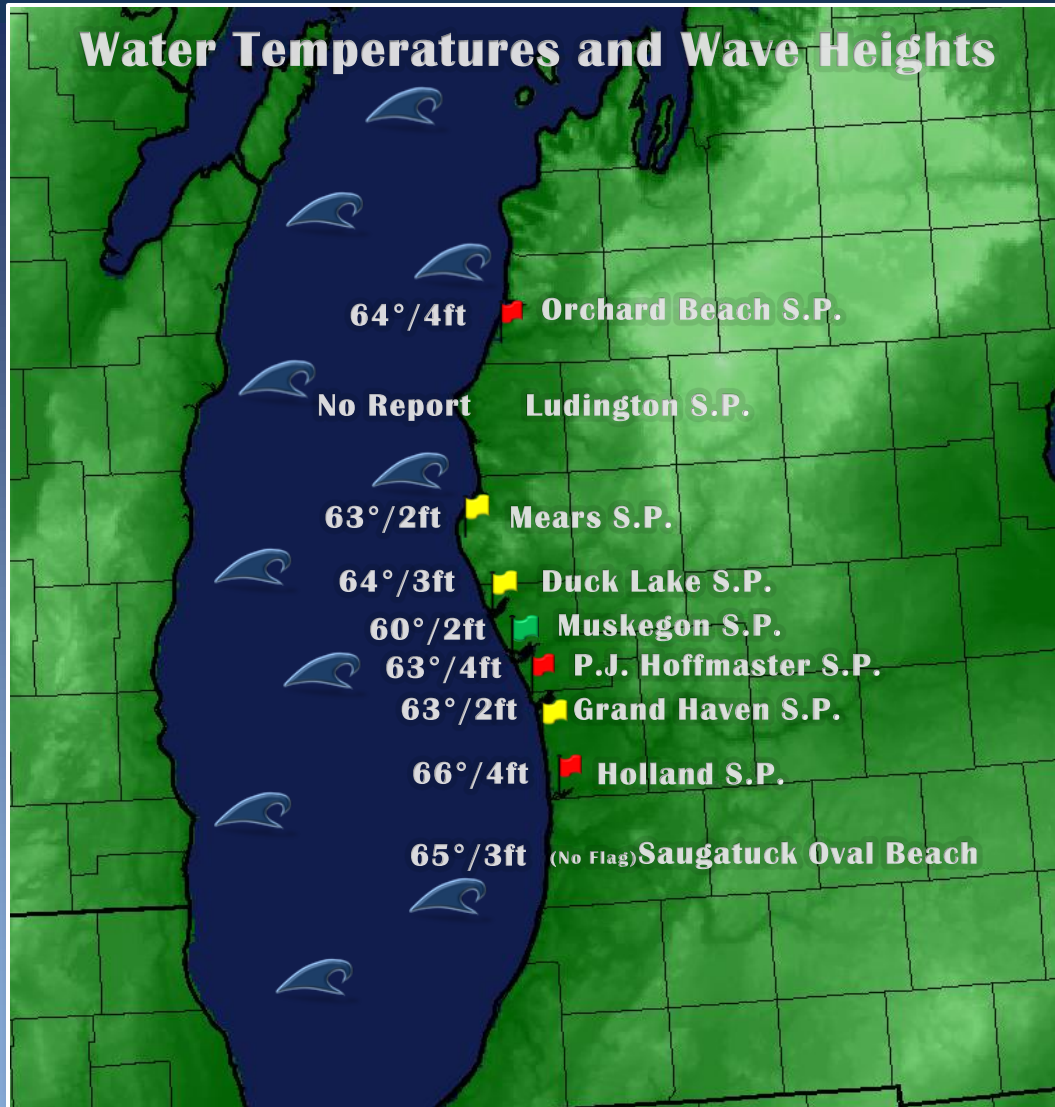 Water Temperatures and Wave Heights
64°/4ft Orchard Beach S.P.
No Report Ludington S.P.
63°/2ft Mears S.P.
64°/3ft Duck Lake S.P.
60°/2ft Muskegon S.P.
63°/4ft P.J. Hoffmaster S.P.
63°/2ft Grand Haven S.P.
66°/4ft Holland S.P.
65°/3ft (No Flag) Saugatuck Oval Beach